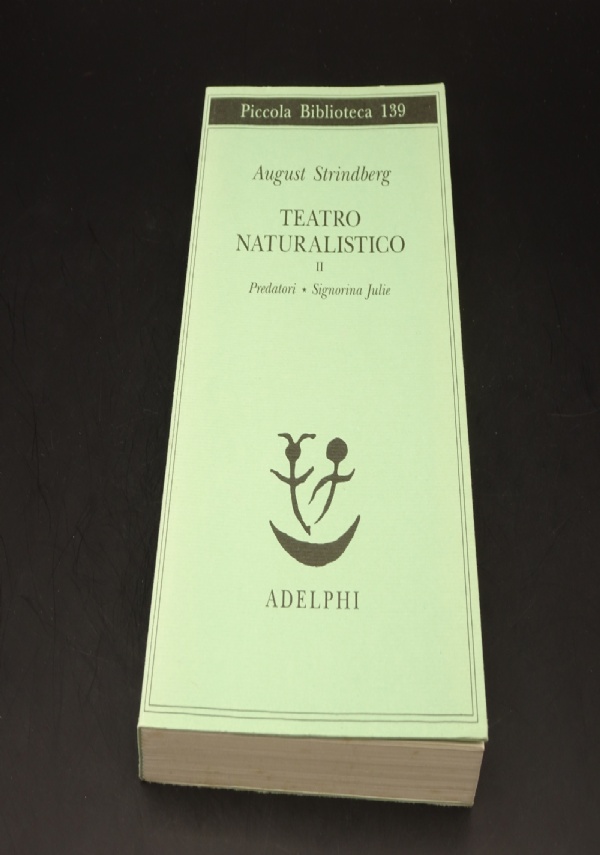 Piccola Biblioteca 139
August Strindberg
TEATRO
NATURALISTICO
II
Predatori • Signorina Julie
ADELPHI